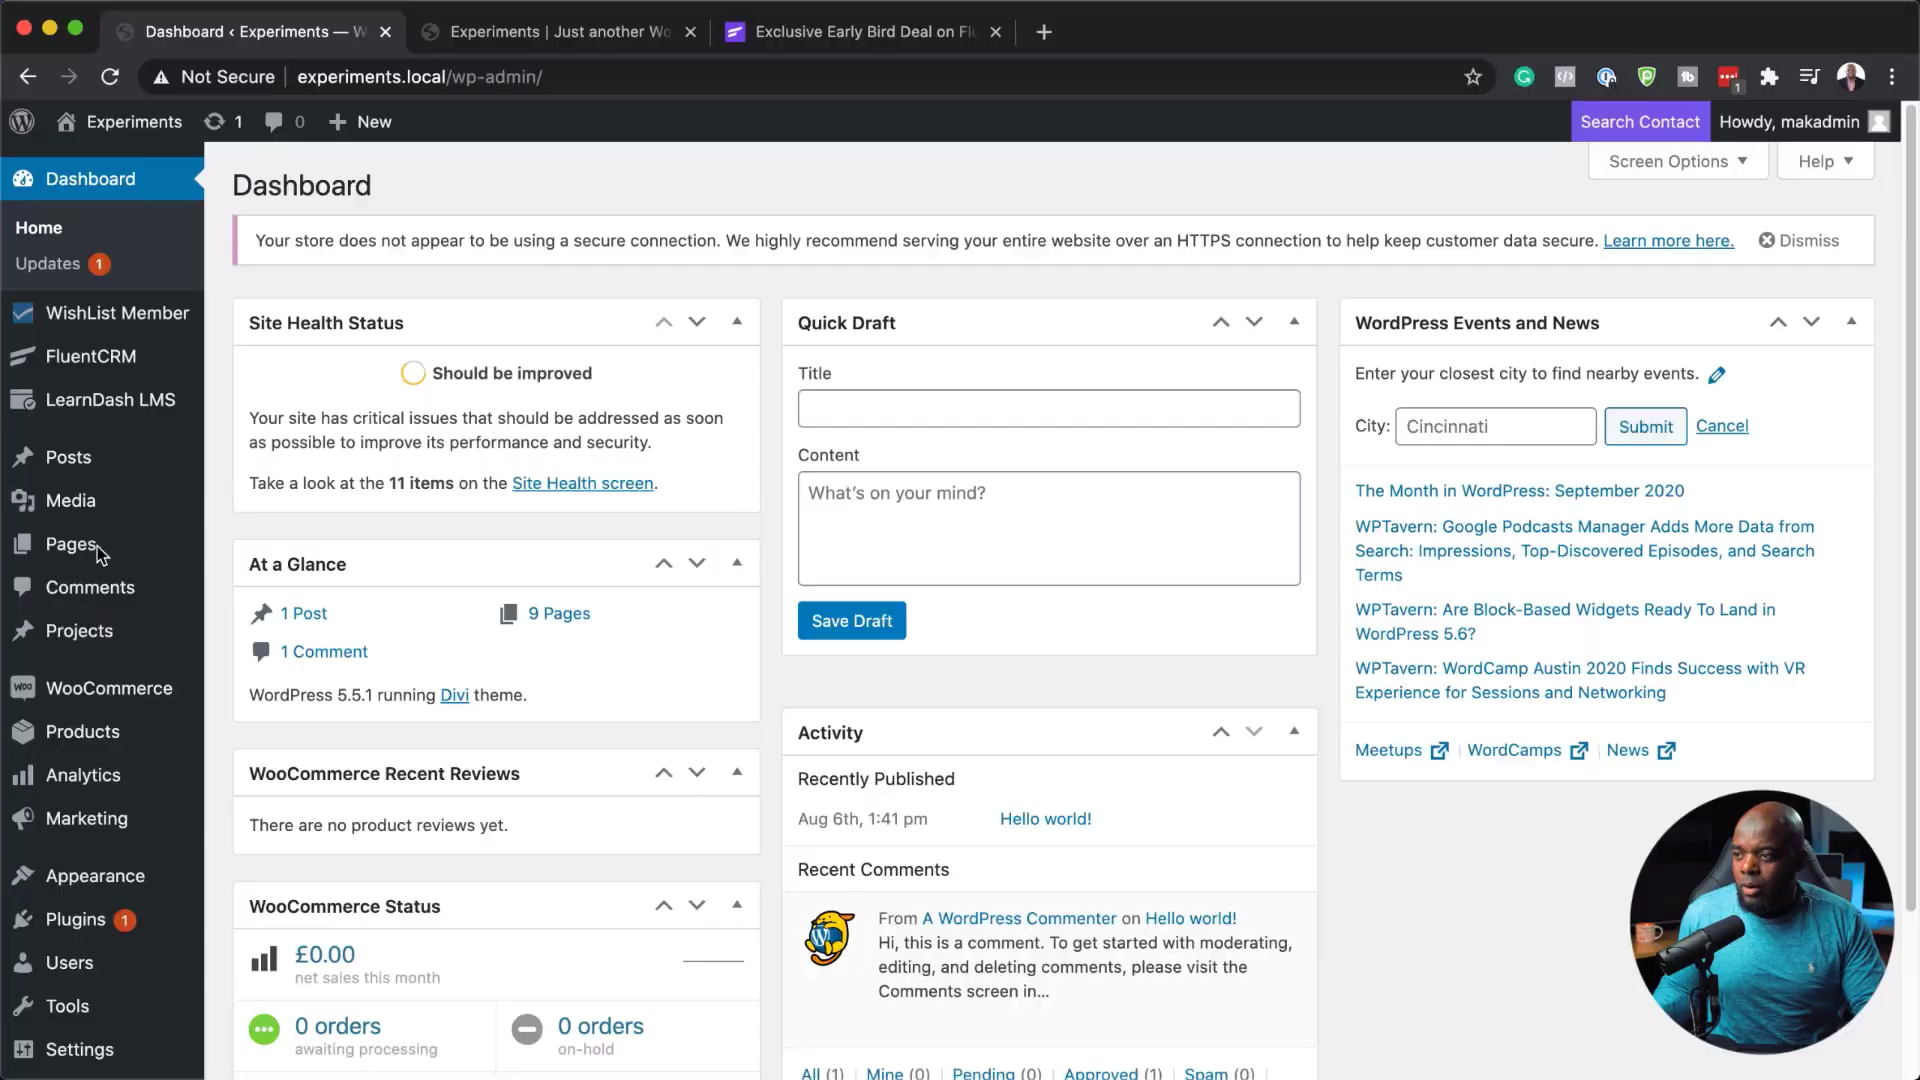 Dashboard ‹ Experiments — W
Experiments | Just another Wo
Exclusive Early Bird Deal on Flu
Not Secure
experiments.local/wp-admin/
1
Experiments
1
0
New
Search Contact
Howdy, makadmin
Dashboard
Home
Updates 1
WishList Member
FluentCRM
LearnDash LMS
Posts
Media
Pages
Comments
Projects
WooCommerce
Products
Analytics
Marketing
Appearance
Plugins 1
Users
Tools
Settings
Screen Options
Help
Dashboard
Your store does not appear to be using a secure connection. We highly recommend serving your entire website over an HTTPS connection to help keep customer data secure. Learn more here.
Dismiss
Site Health Status
Should be improved
Your site has critical issues that should be addressed as soon
as possible to improve its performance and security.
Take a look at the 11 items on the Site Health screen.
At a Glance
1 Post
9 Pages
1 Comment
WordPress 5.5.1 running Divi theme.
WooCommerce Recent Reviews
There are no product reviews yet.
WooCommerce Status
£0.00
net sales this month
0 orders
awaiting processing
0 orders
on-hold
Quick Draft
Title
Content
What's on your mind?
Save Draft
Activity
Recently Published
Aug 6th, 1:41 pm
Hello world!
Recent Comments
From A WordPress Commenter on Hello world!
Hi, this is a comment. To get started with moderating,
editing, and deleting comments, please visit the
Comments screen in…
All (1) | Mine (0) | Pending (0) | Approved (1) | Spam (0) |
WordPress Events and News
Enter your closest city to find nearby events.
City:
Cincinnati
Submit
Cancel
The Month in WordPress: September 2020
WPTavern: Google Podcasts Manager Adds More Data from
Search: Impressions, Top-Discovered Episodes, and Search
Terms
WPTavern: Are Block-Based Widgets Ready To Land in
WordPress 5.6?
WPTavern: WordCamp Austin 2020 Finds Success with VR
Experience for Sessions and Networking
Meetups | WordCamps | News